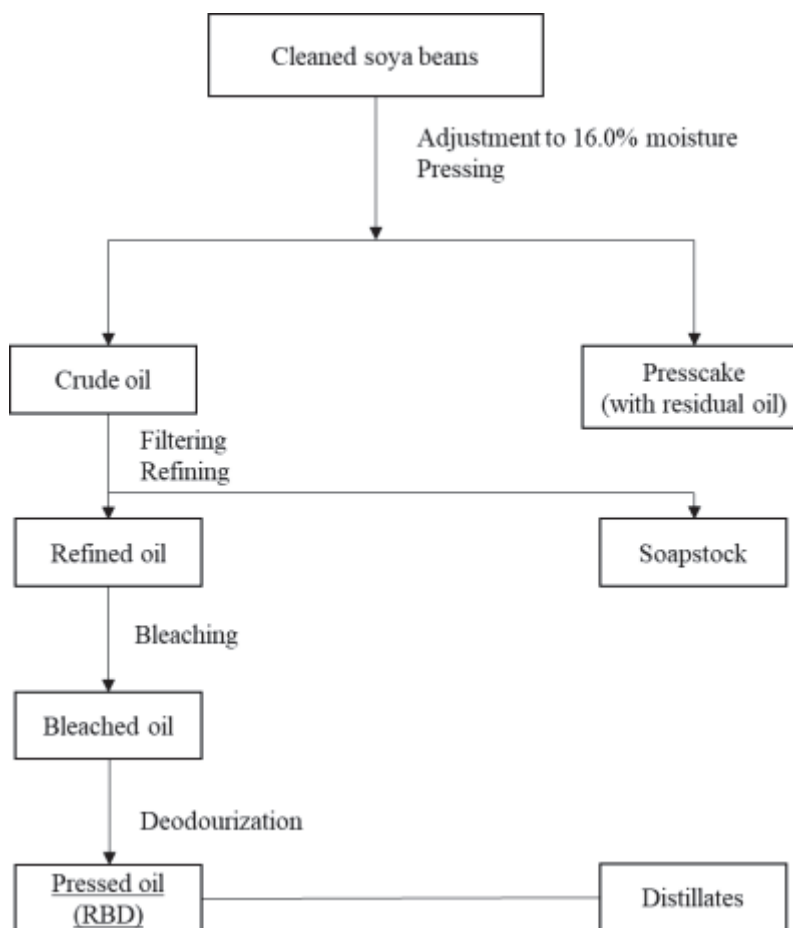 Cleaned soya beans
Adjustment to 16.0% moisture
Pressing
Crude oil
Presscake
(with residual oil)
Filtering
Refining
Refined oil
Soapstock
Bleaching
Bleached oil
Deodourization
Pressed oil
(RBD)
Distillates